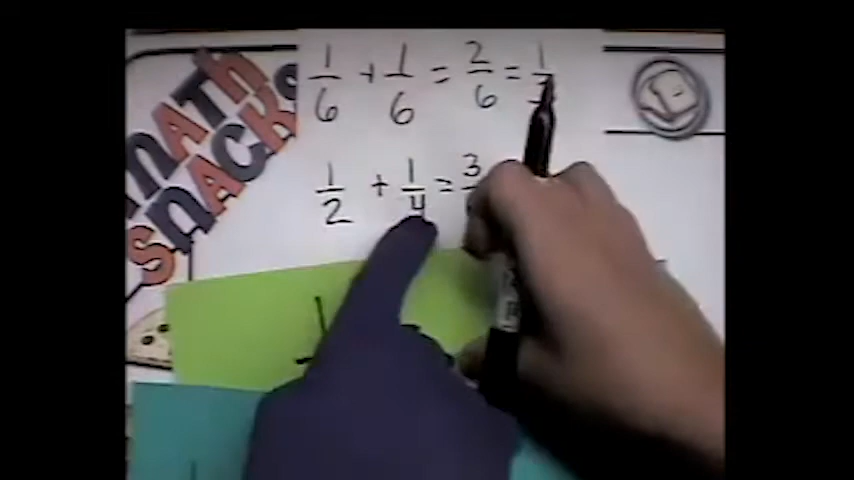 MATH
SNACKS
1/6 + 1/6 = 2/6 = 1/
1/2 + 1/4 = 3/